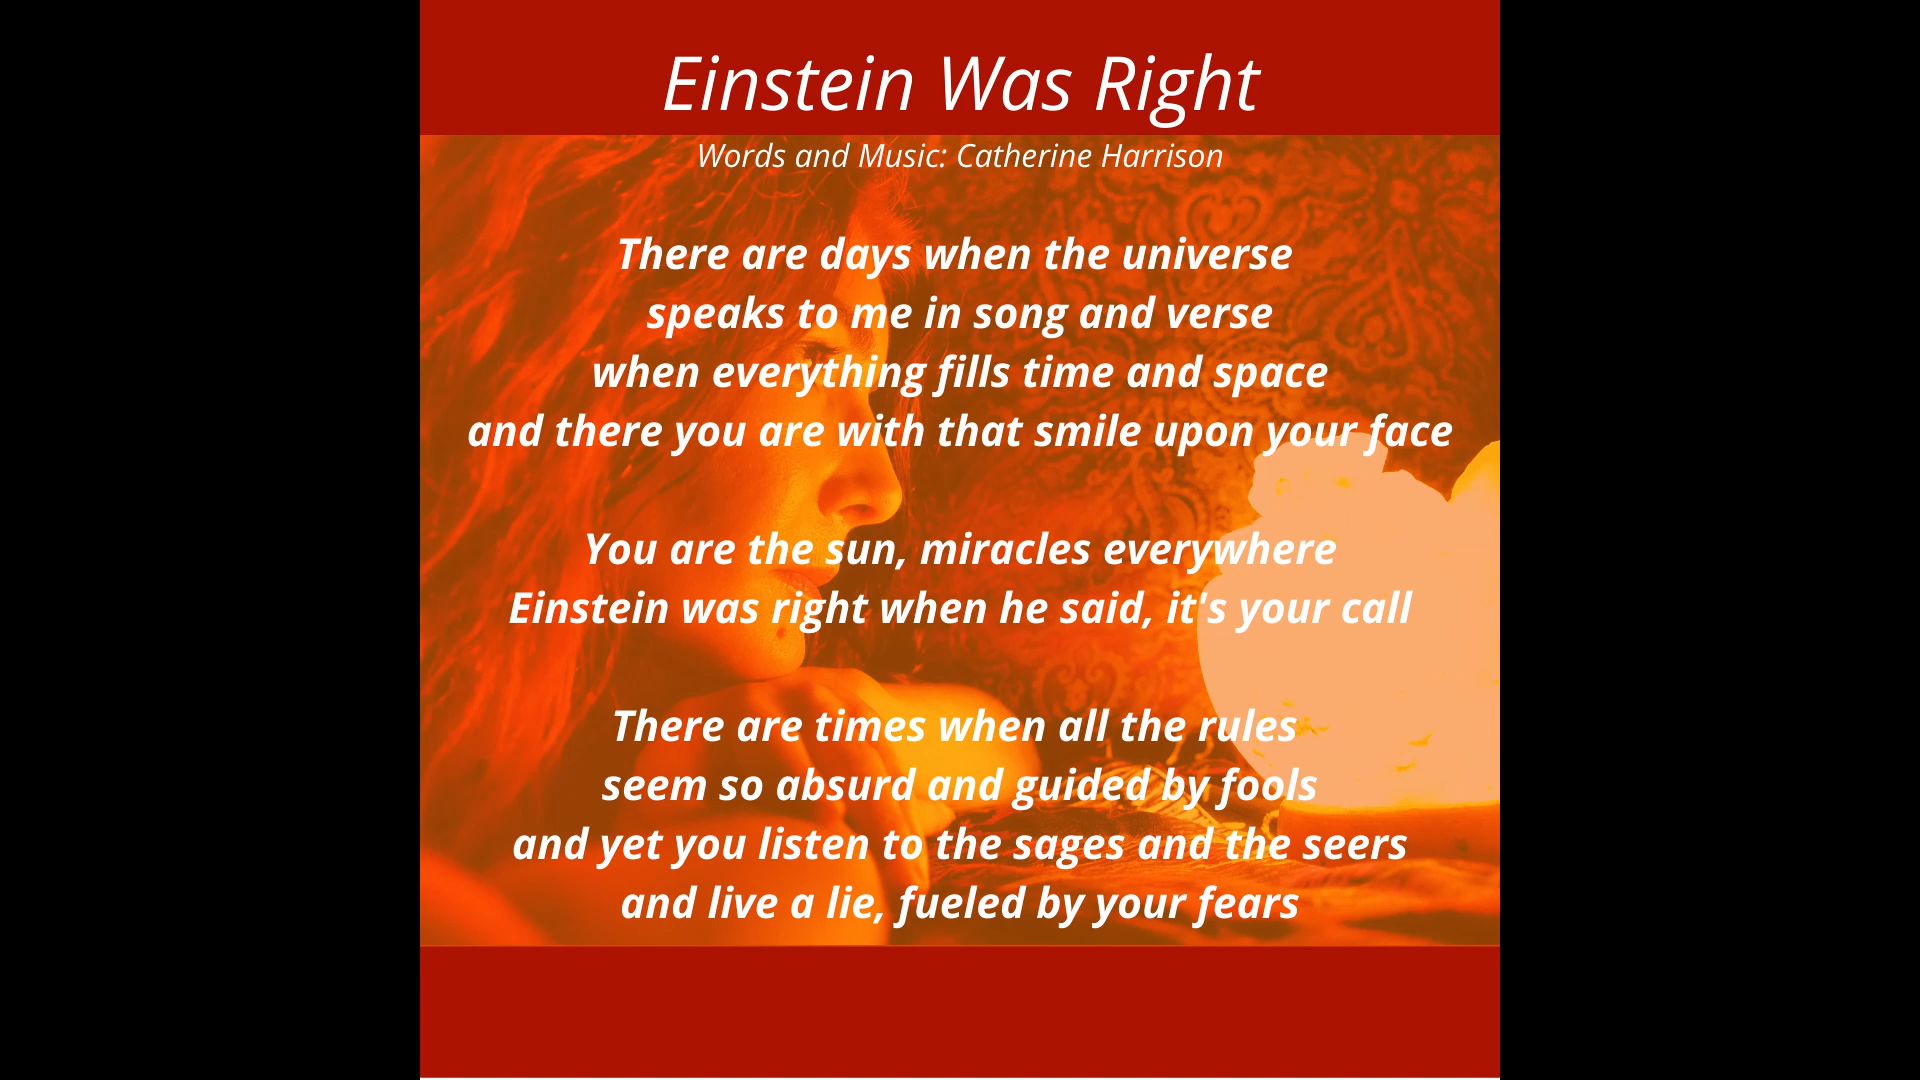 Einstein Was Right
Words and Music: Catherine Harrison
There are days when the universe
speaks to me in song and verse
when everything fills time and space
and there you are with that smile upon your face
You are the sun, miracles everywhere
Einstein was right when he said, it's your call
There are times when all the rules
seem so absurd and guided by fools
and yet you listen to the sages and the seers
and live a lie, fueled by your fears